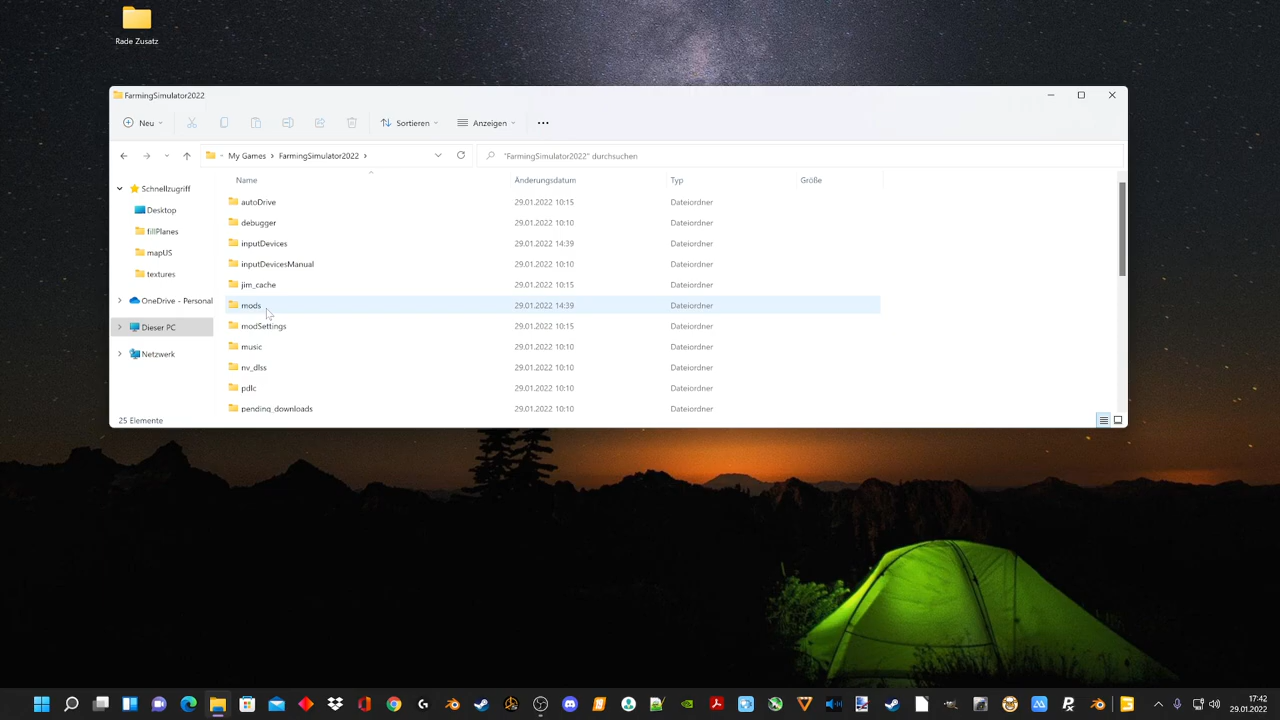 Rade Zusatz
FarmingSimulator2022
Neu Sortieren Anzeigen
My Games FarmingSimulator2022 "FarmingSimulator2022" durchsuchen
Name Änderungsdatum Typ Größe
Schnellzugriff
Desktop
fillPlanes
mapUS
textures
OneDrive - Personal
Dieser PC
Netzwerk
autoDrive 29.01.2022 10:15 Dateiordner
debugger 29.01.2022 10:10 Dateiordner
inputDevices 29.01.2022 14:39 Dateiordner
inputDevicesManual 29.01.2022 10:10 Dateiordner
jim_cache 29.01.2022 10:15 Dateiordner
mods 29.01.2022 14:39 Dateiordner
modSettings 29.01.2022 10:15 Dateiordner
music 29.01.2022 10:10 Dateiordner
nv_dlss 29.01.2022 10:10 Dateiordner
pdlc 29.01.2022 10:10 Dateiordner
pending_downloads 29.01.2022 10:10 Dateiordner
25 Elemente
17:42
29.01.2022